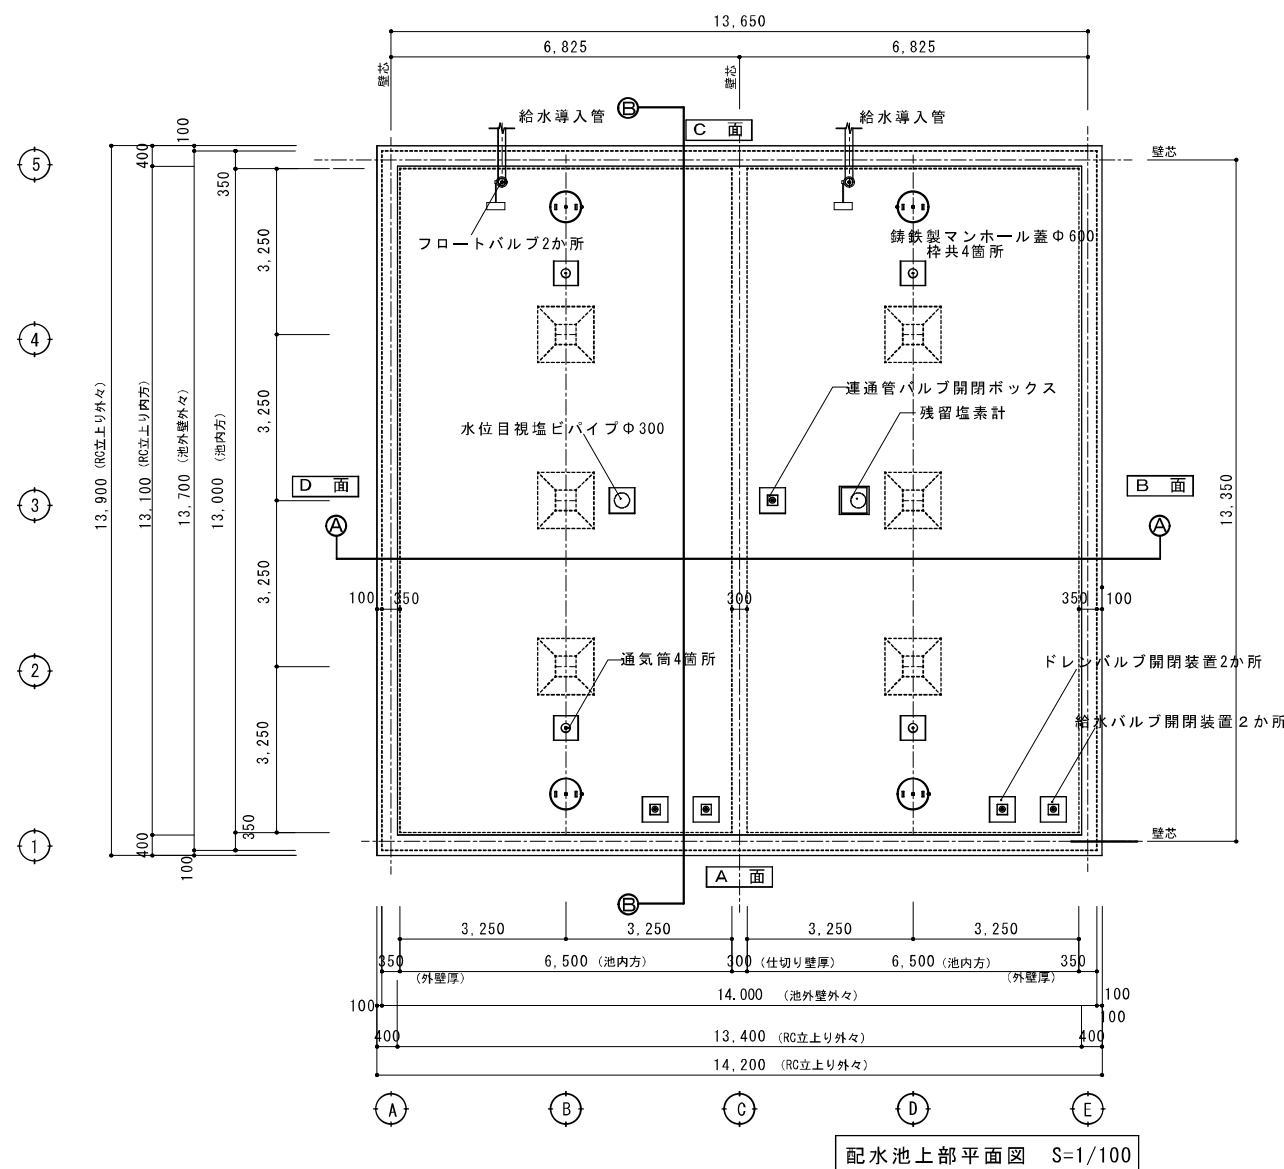 13,650
6,825
6,825
壁芯
壁芯
壁芯
B
給水導入管
C 面
給水導入管
5
400
100
350
壁芯
フロートバルブ2か所
鋳鉄製マンホール蓋Φ600
枠共4箇所
3,250
4
連通管バルブ開閉ボックス
残留塩素計
水位目視塩ビパイプΦ300
3,250
13,900 (RC立上り外々)
13,100 (RC立上り内方)
13,700 (池外壁外々)
13,000 (池内方)
D 面
B 面
3
A
A
13,350
3,250
100
350
300
350
100
2
通気筒4箇所
ドレンバルブ開閉装置2か所
給水バルブ開閉装置2か所
3,250
350
1
400
100
壁芯
A 面
B
3,250
3,250
3,250
3,250
350
6,500 (池内方)
300 (仕切り壁厚)
6,500 (池内方)
350
(外壁厚)
(外壁厚)
100
14.000 (池外壁外々)
100
100
400
13,400 (RC立上り外々)
400
14,200 (RC立上り外々)
A
B
C
D
E
配水池上部平面図 S=1/100